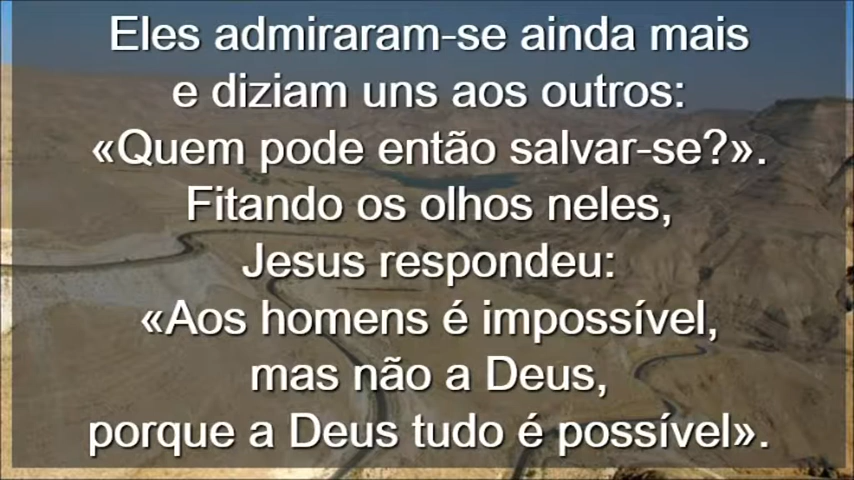 Eles admiraram-se ainda mais
e diziam uns aos outros:
«Quem pode então salvar-se?».
Fitando os olhos neles,
Jesus respondeu:
«Aos homens é impossível,
mas não a Deus,
porque a Deus tudo é possível».